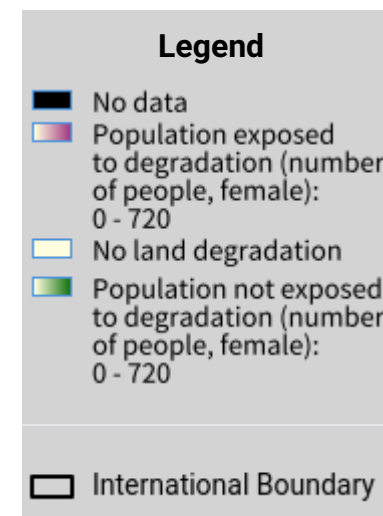 Legend
No data
Population exposed
to degradation (number
of people, female):
0 - 720
No land degradation
Population not exposed
to degradation (number
of people, female):
0 - 720
International Boundary